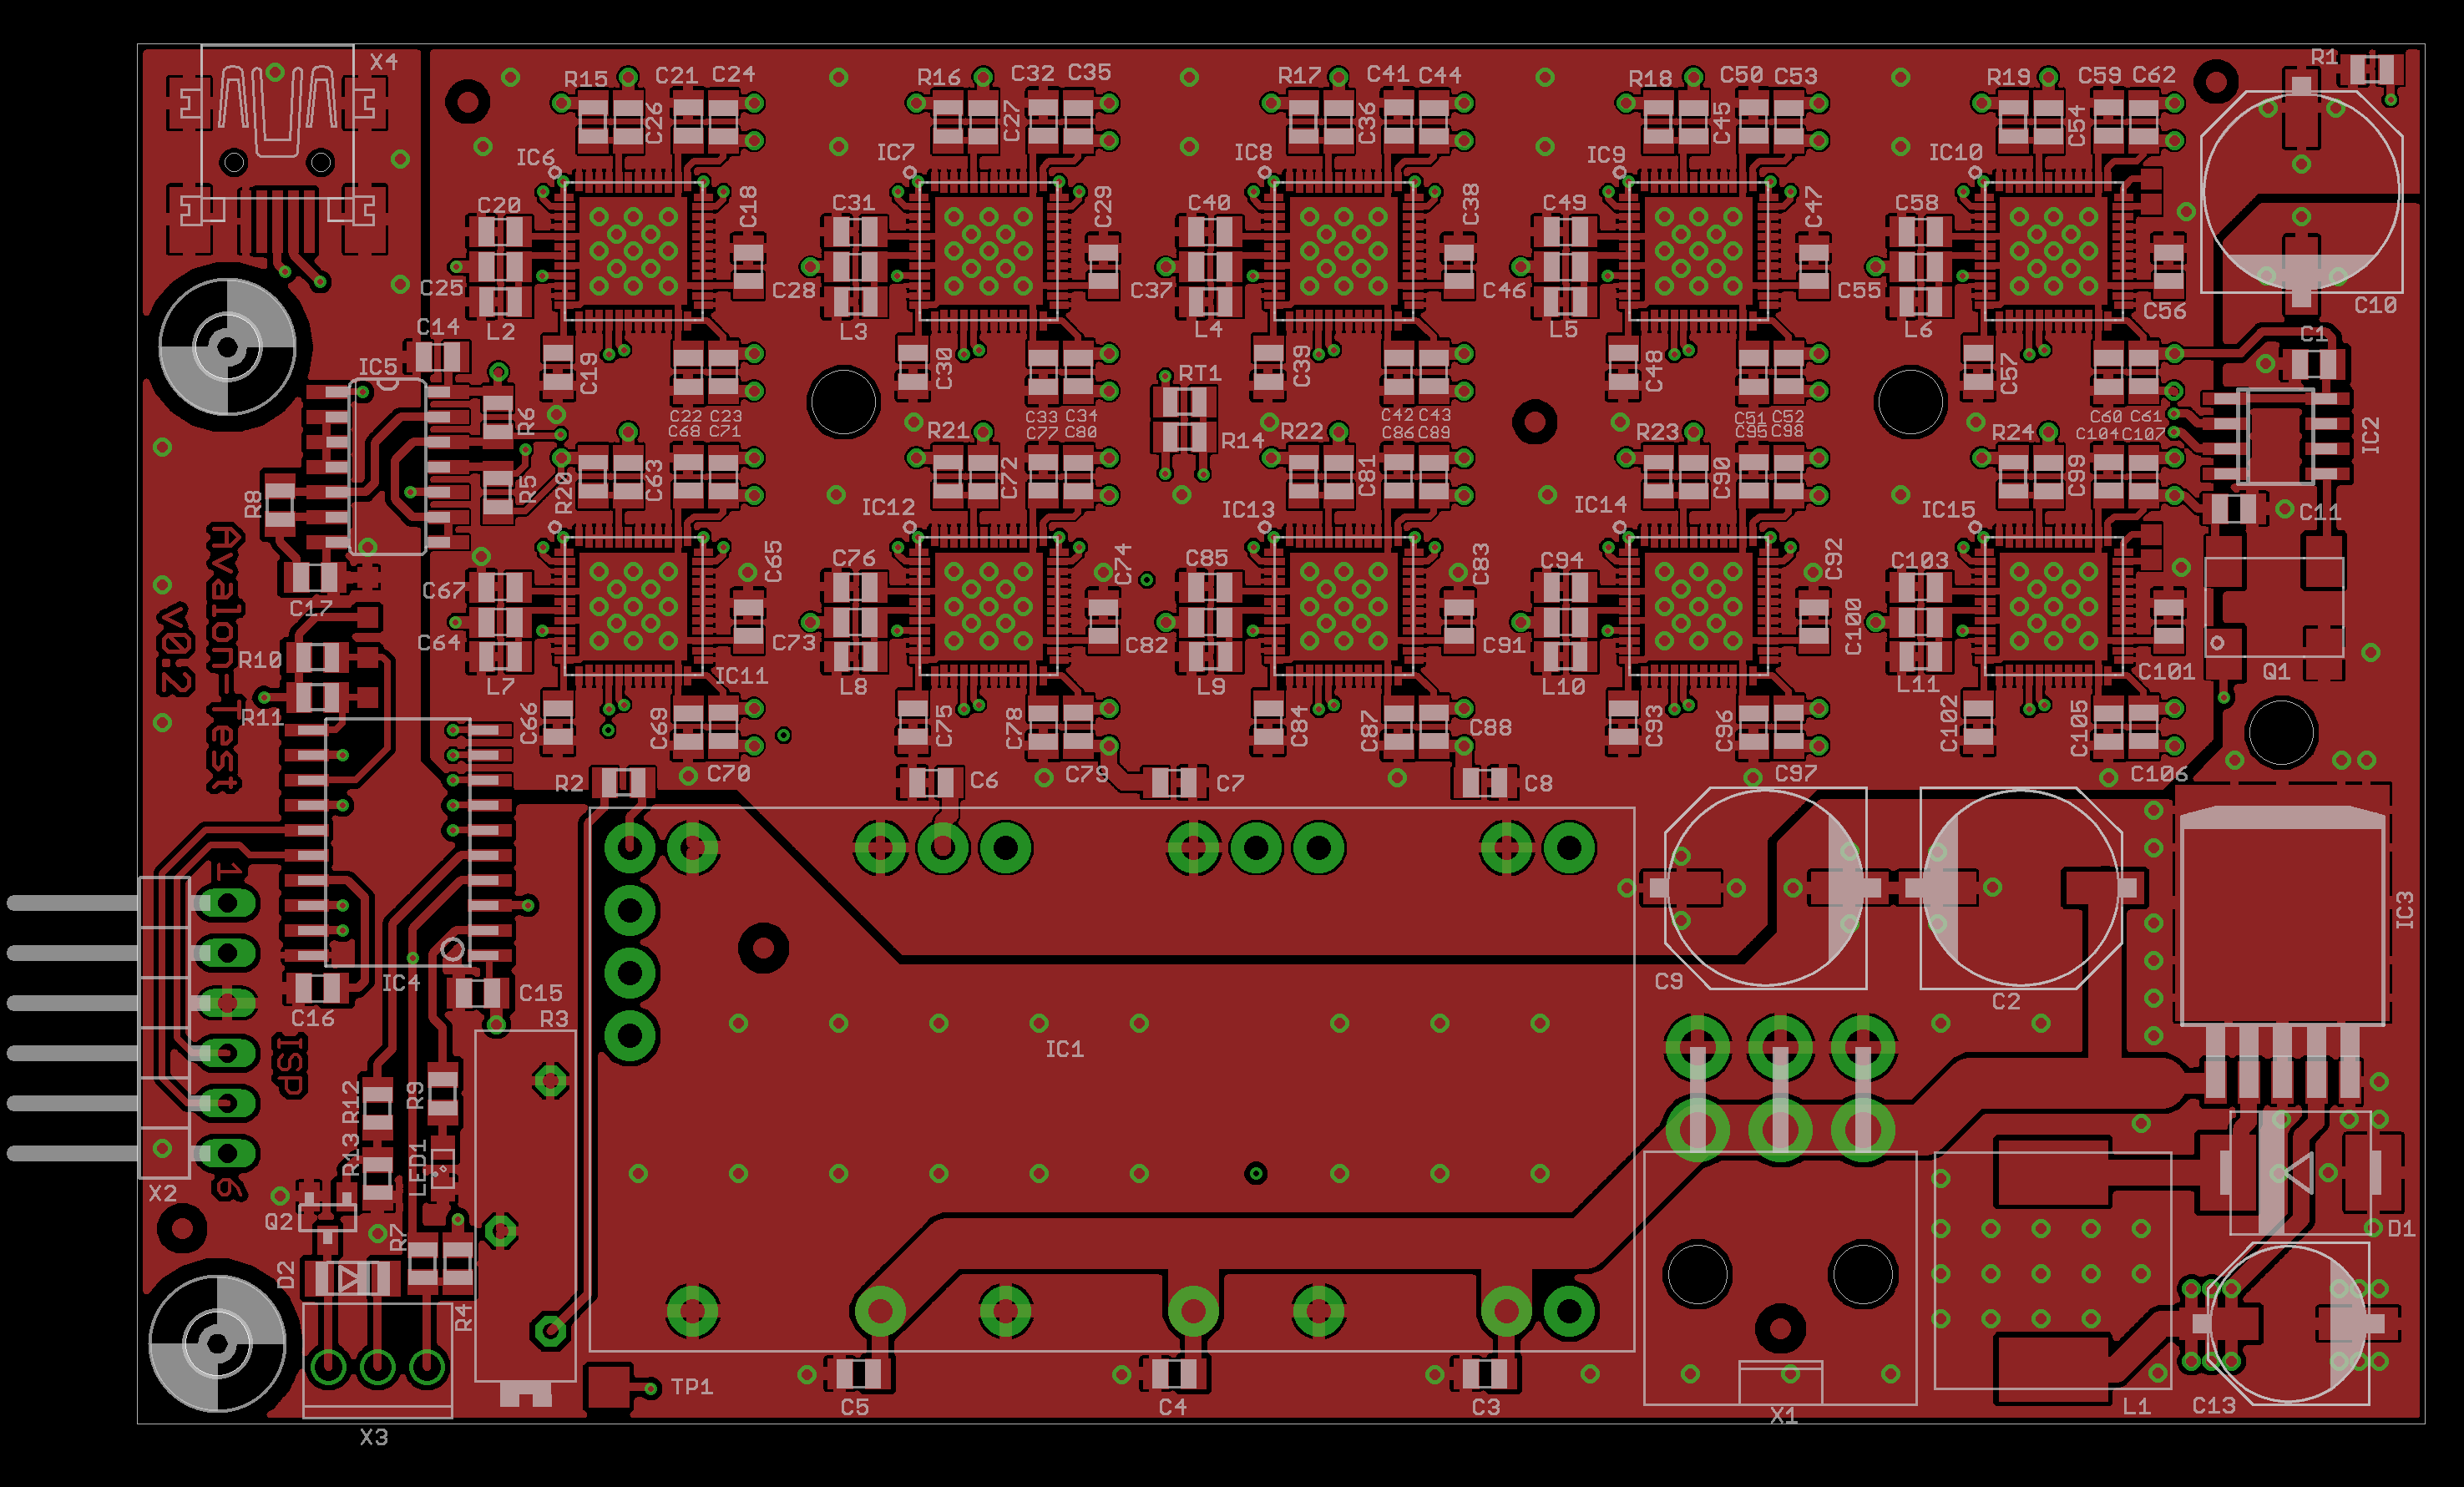 X4 R15 C21 C24 R16 C32 C35 R17 C41 C44 R18 C50 C53 R19 C59 C62 R1
C26 C27 C36 C45 C54
IC6 IC7 IC8 IC9 IC10
C20 C18 C31 C29 C40 C38 C49 C47 C58
C25 C28 C37 C46 C55 C56 C10
L2 L3 L4 L5 L6
C14 C1
IC5 C19 C30 RT1 C39 C48 C57
R6 C22 C23 C33 C34 C42 C43 C51 C52 C60 C61
C68 C71 C77 C80 C86 C89 C95 C98 C104 C107
R21 R14 R22 R23 R24 IC2
R8 R5 R20 C63 C72 C81 C90 C99
IC12 IC13 IC14 IC15 C11
Avalon-Test
v0.2
C67 C65 C76 C74 C85 C83 C94 C92 C103
C17
C64 C73 C82 C91 C100
R10 L7 IC11 L8 L9 L10 L11 C101 Q1
R11
C66 C69 C75 C78 C84 C87 C88 C93 C96 C102 C105
C70 C79 C97 C106
R2 C6 C7 C8
1
IC3
IC4 C15 C9 C2
C16 R3
ISP IC1
R12 R9
R13 LED1
X2 6
Q2 R7 D1
D2
R4
TP1
C5 C4 C3 X1 L1 C13
X3